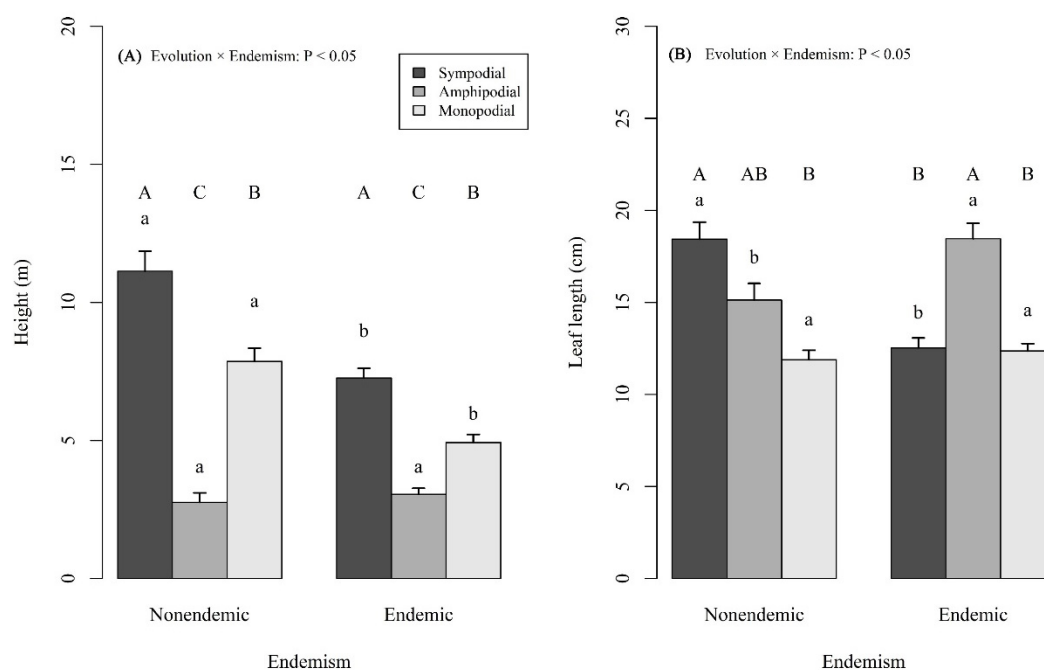 (A) Evolution × Endemism: P < 0.05
Sympodial
Amphipodial
Monopodial
Height (m)
20
15
10
5
0
A C B A C B
a a a b a b
Nonendemic Endemic
Endemism
(B) Evolution × Endemism: P < 0.05
Leaf length (cm)
30
25
20
15
10
5
0
A AB B B A B
a b a b a a
Nonendemic Endemic
Endemism